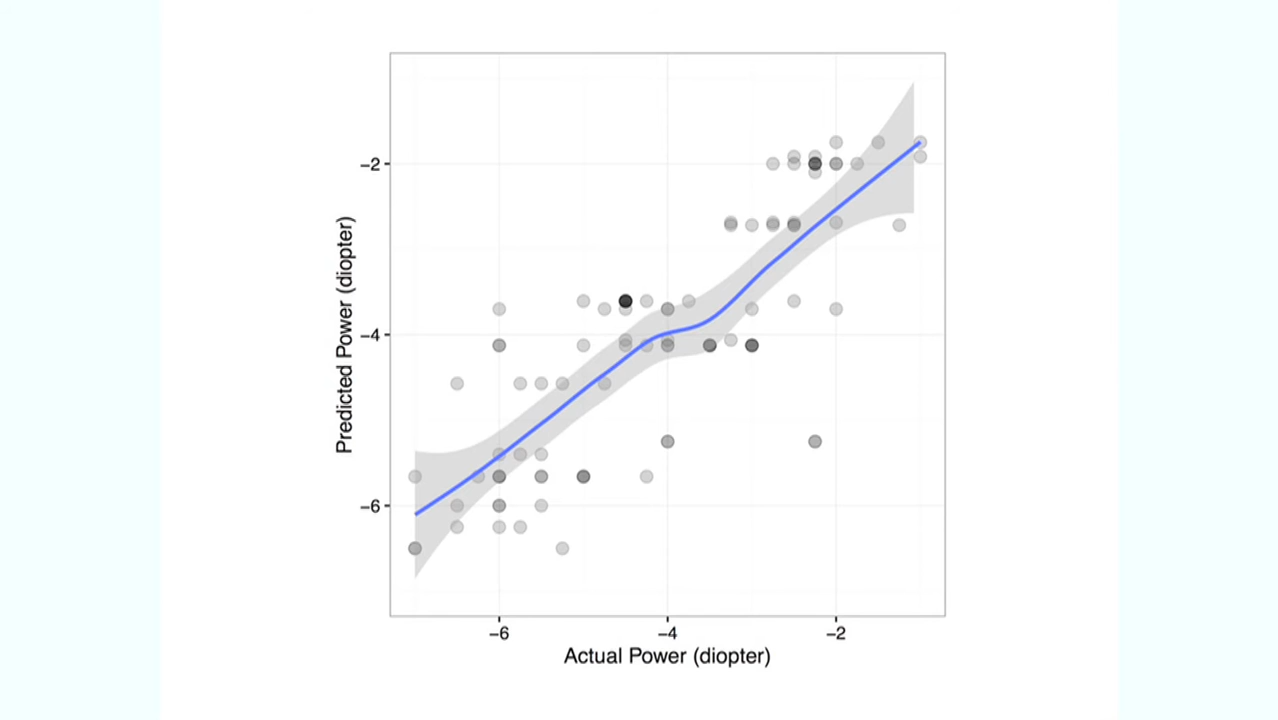 −2
−4
−6
Predicted Power (diopter)
−6 −4 −2
Actual Power (diopter)